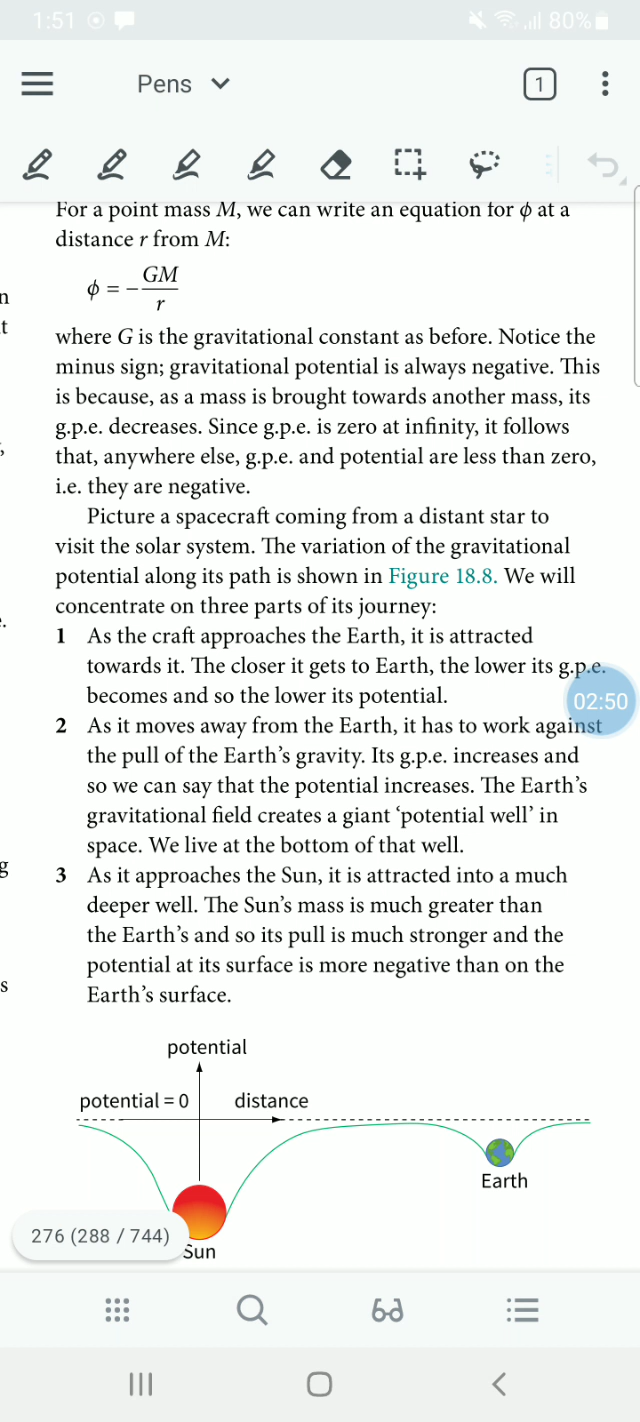 1:51
80%
Pens
1
For a point mass M, we can write an equation for ϕ at a
distance r from M:
ϕ = −GM/r
n
t
where G is the gravitational constant as before. Notice the
minus sign; gravitational potential is always negative. This
is because, as a mass is brought towards another mass, its
g.p.e. decreases. Since g.p.e. is zero at infinity, it follows
that, anywhere else, g.p.e. and potential are less than zero,
i.e. they are negative.
Picture a spacecraft coming from a distant star to
visit the solar system. The variation of the gravitational
potential along its path is shown in Figure 18.8. We will
concentrate on three parts of its journey:
1 As the craft approaches the Earth, it is attracted
towards it. The closer it gets to Earth, the lower its g.p.e.
becomes and so the lower its potential.
02:50
2 As it moves away from the Earth, it has to work against
the pull of the Earth's gravity. Its g.p.e. increases and
so we can say that the potential increases. The Earth's
gravitational field creates a giant 'potential well' in
space. We live at the bottom of that well.
g
3 As it approaches the Sun, it is attracted into a much
deeper well. The Sun's mass is much greater than
the Earth's and so its pull is much stronger and the
potential at its surface is more negative than on the
s
Earth's surface.
potential
potential = 0
distance
Earth
276 (288 / 744)
Sun